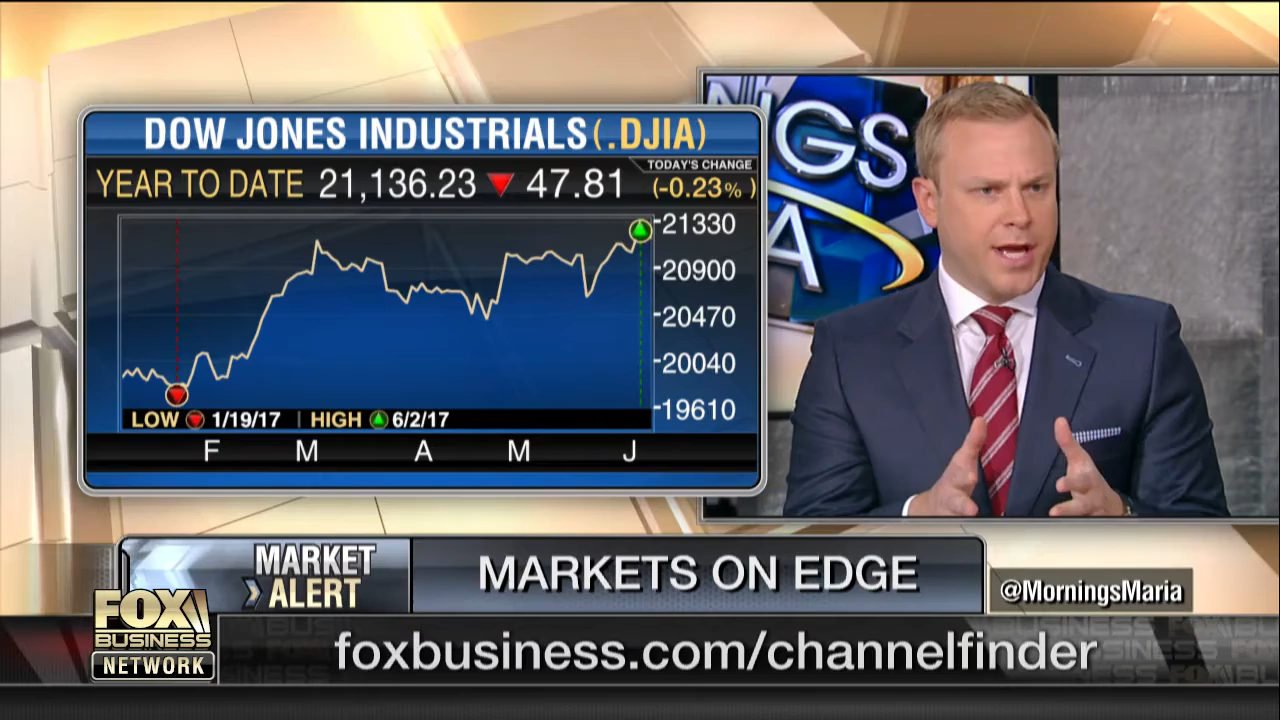 DOW JONES INDUSTRIALS(.DJIA)
TODAY'S CHANGE
YEAR TO DATE 21,136.23 ▼ 47.81 (-0.23%)
21330
20900
20470
20040
19610
LOW ▼ 1/19/17 | HIGH ▲ 6/2/17
F M A M J
NGS
A
MARKET ALERT
MARKETS ON EDGE
@MorningsMaria
FOX
BUSINESS
NETWORK
foxbusiness.com/channelfinder